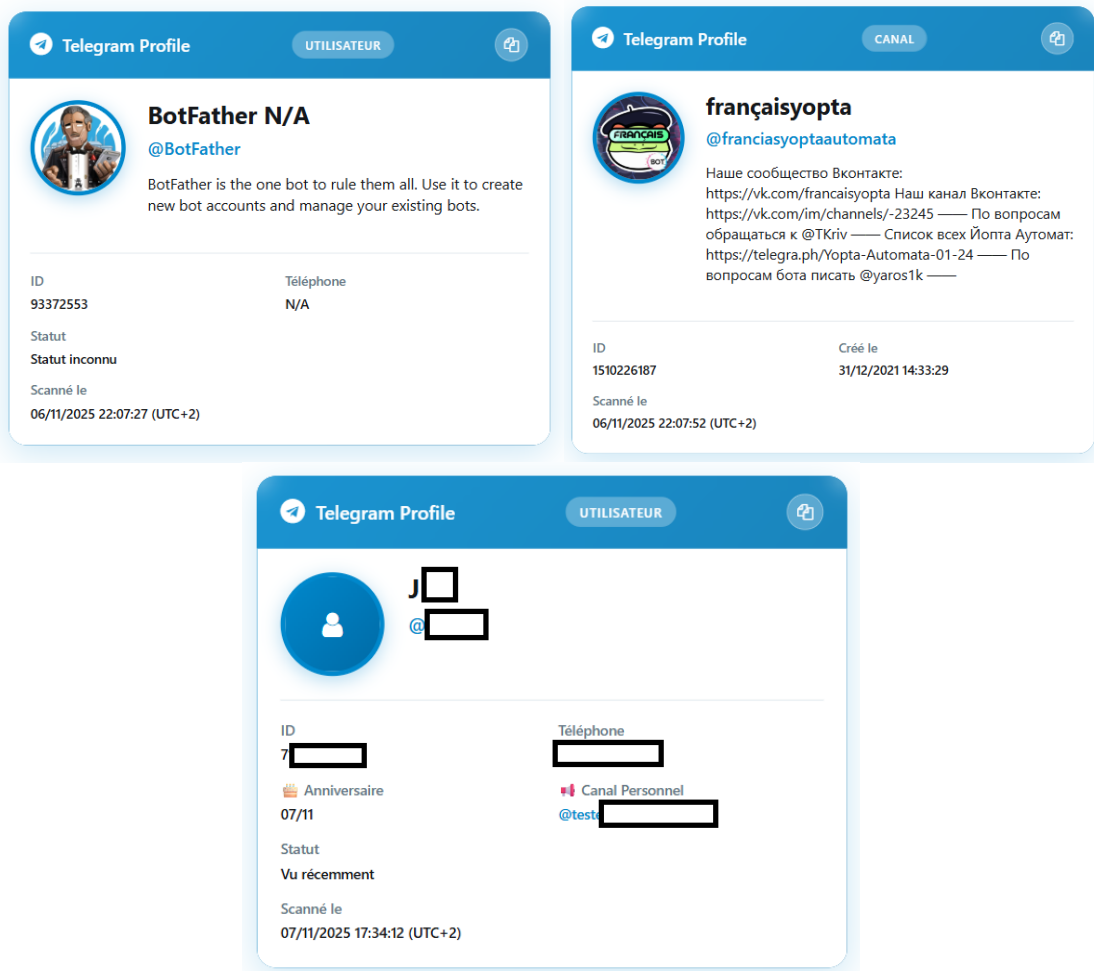 Telegram Profile
UTILISATEUR
BotFather N/A
@BotFather
BotFather is the one bot to rule them all. Use it to create
new bot accounts and manage your existing bots.
ID
Téléphone
93372553
N/A
Statut
Statut inconnu
Scanné le
06/11/2025 22:07:27 (UTC+2)
Telegram Profile
CANAL
FRANÇAIS
BOT
françaisyopta
@franciasyoptaautomata
Наше сообщество Вконтакте:
https://vk.com/francaisyopta Наш канал Вконтакте:
https://vk.com/im/channels/-23245 —— По вопросам
обращаться к @TKriv —— Список всех Йопта Аутомат:
https://telegra.ph/Yopta-Automata-01-24 —— По
вопросам бота писать @yaros1k ——
ID
Créé le
1510226187
31/12/2021 14:33:29
Scanné le
06/11/2025 22:07:52 (UTC+2)
Telegram Profile
UTILISATEUR
J
@
ID
Téléphone
7
Anniversaire
Canal Personnel
07/11
@teste
Statut
Vu récemment
Scanné le
07/11/2025 17:34:12 (UTC+2)